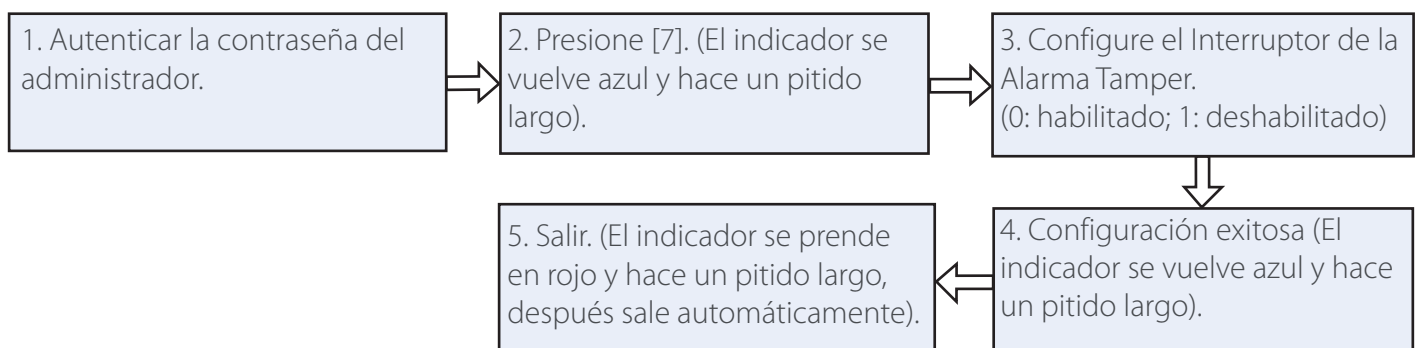 1. Autenticar la contraseña del
administrador.
2. Presione [7]. (El indicador se
vuelve azul y hace un pitido
largo).
3. Configure el Interruptor de la
Alarma Tamper.
(0: habilitado; 1: deshabilitado)
4. Configuración exitosa (El
indicador se vuelve azul y hace
un pitido largo).
5. Salir. (El indicador se prende
en rojo y hace un pitido largo,
después sale automáticamente).